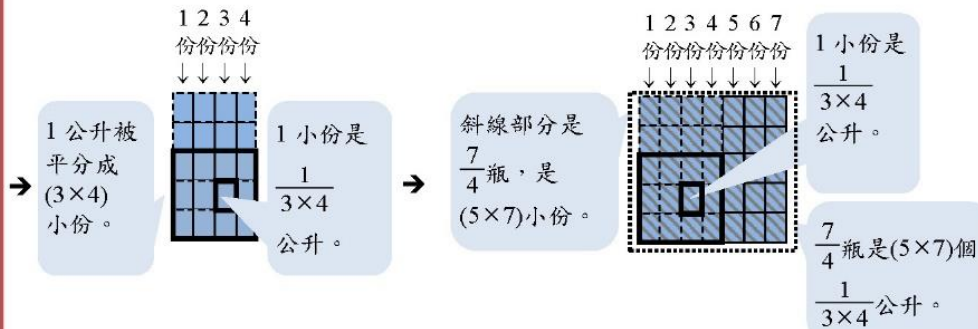 1 2 3 4
份份份份
↓ ↓ ↓ ↓
➔
1 公升被
平分成
(3×4)
小份。
1 小份是
1
3×4
公升。
➔
斜線部分是
7
4
瓶,是
(5×7)小份。
1 2 3 4 5 6 7
份份份份份份份
↓ ↓ ↓ ↓ ↓ ↓ ↓
1 小份是
1
3×4
公升。
7
4
瓶是(5×7)個
1
3×4
公升。